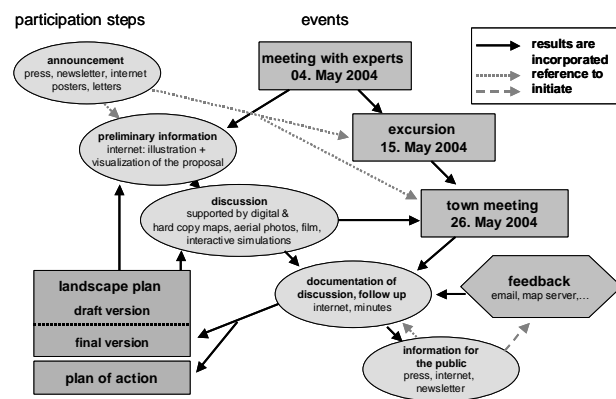 participation steps
events
announcement
press, newsletter, internet
posters, letters
meeting with experts
04. May 2004
results are
incorporated
reference to
initiate
preliminary information
internet: illustration +
visualization of the proposal
excursion
15. May 2004
discussion
supported by digital &
hard copy maps, aerial photos, film,
interactive simulations
town meeting
26. May 2004
landscape plan
draft version
final version
plan of action
documentation of
discussion, follow up
internet, minutes
feedback
email, map server,...
information for
the public
press, internet,
newsletter